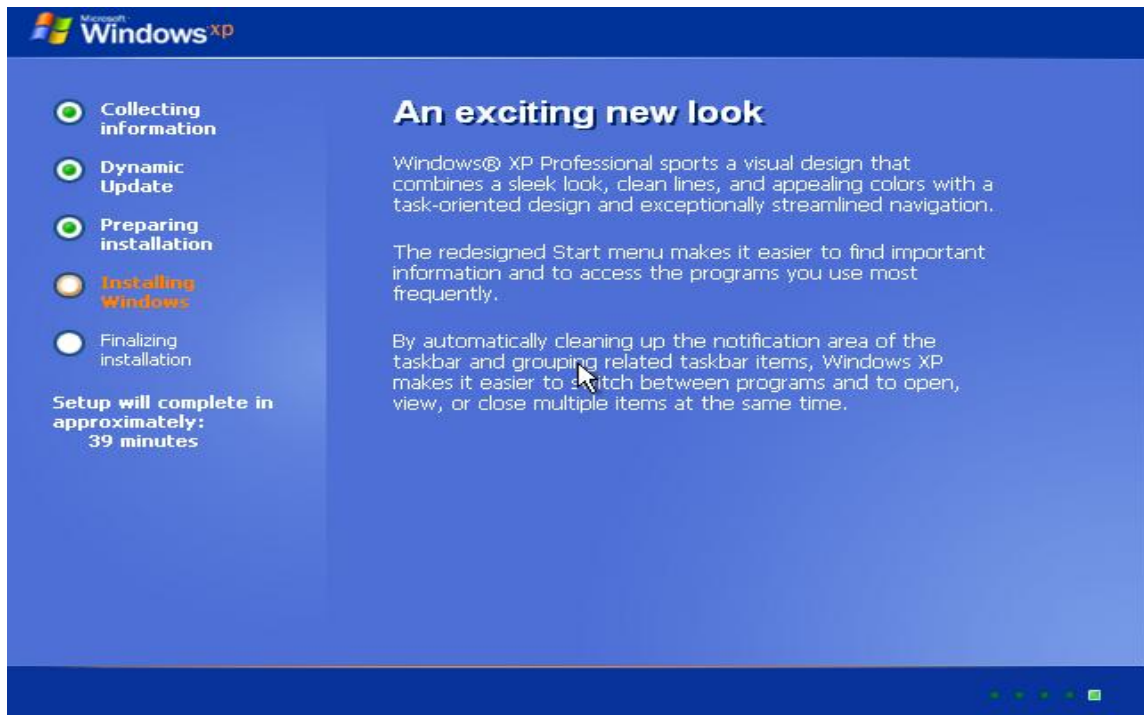 Microsoft
Windows xp
Collecting
information
Dynamic
Update
Preparing
installation
Installing
Windows
Finalizing
installation
Setup will complete in
approximately:
39 minutes
An exciting new look
Windows® XP Professional sports a visual design that
combines a sleek look, clean lines, and appealing colors with a
task-oriented design and exceptionally streamlined navigation.
The redesigned Start menu makes it easier to find important
information and to access the programs you use most
frequently.
By automatically cleaning up the notification area of the
taskbar and grouping related taskbar items, Windows XP
makes it easier to switch between programs and to open,
view, or close multiple items at the same time.